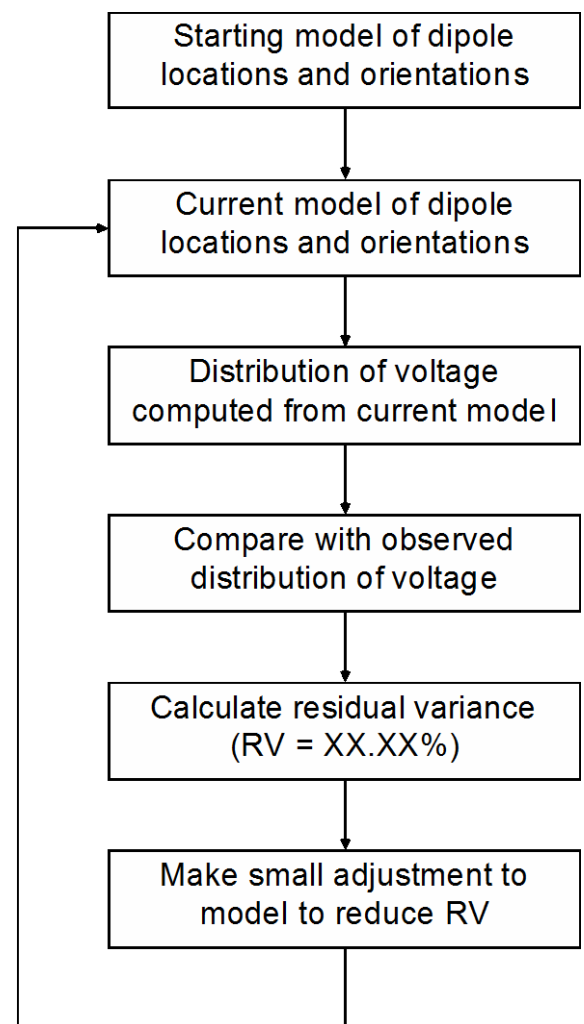 Starting model of dipole
locations and orientations
Current model of dipole
locations and orientations
Distribution of voltage
computed from current model
Compare with observed
distribution of voltage
Calculate residual variance
(RV = XX.XX%)
Make small adjustment to
model to reduce RV